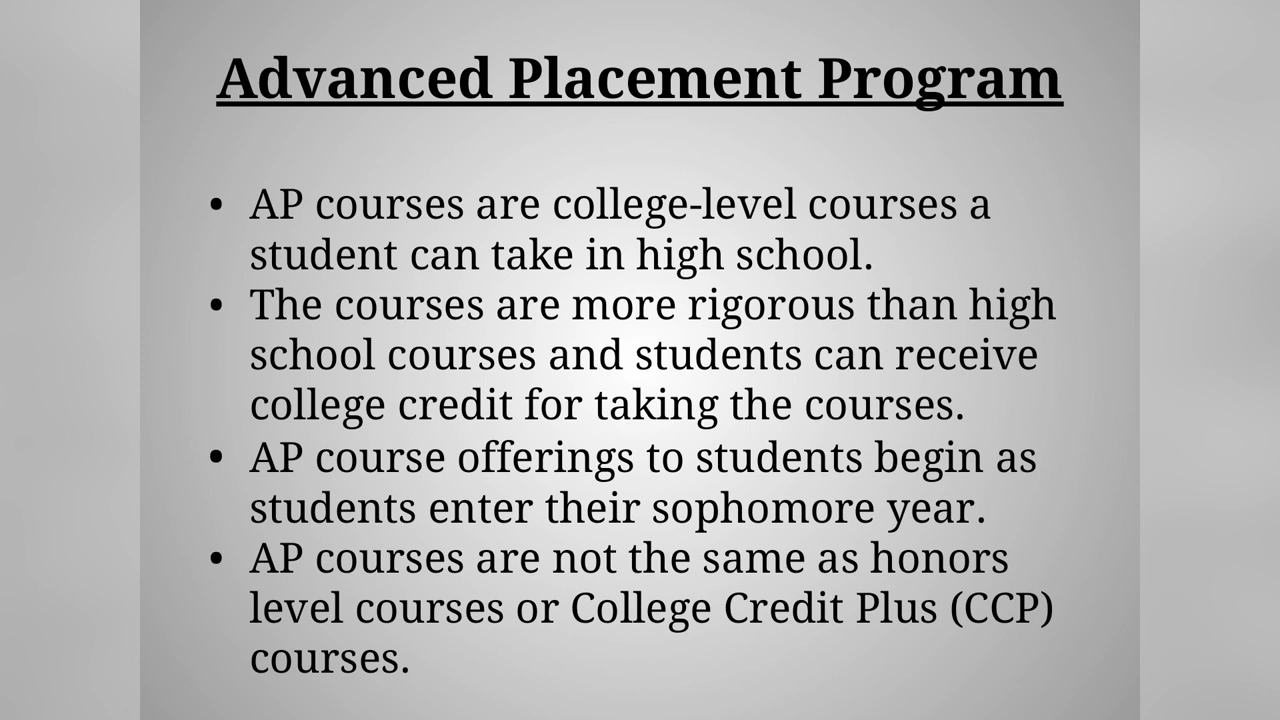 Advanced Placement Program
• AP courses are college-level courses a
student can take in high school.
• The courses are more rigorous than high
school courses and students can receive
college credit for taking the courses.
• AP course offerings to students begin as
students enter their sophomore year.
• AP courses are not the same as honors
level courses or College Credit Plus (CCP)
courses.